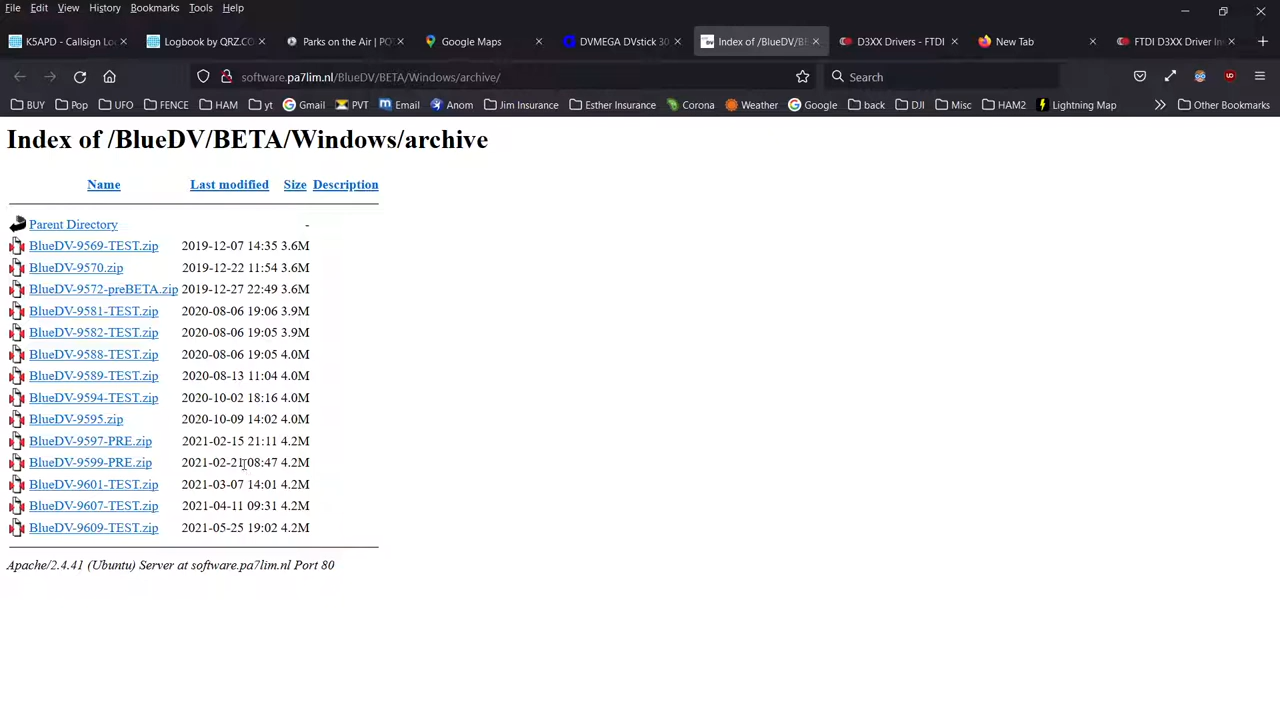 File Edit View History Bookmarks Tools Help
K5APD - Callsign Lo Logbook by QRZ.CO Parks on the Air | PO Google Maps DVMEGA DVstick 30 Index of /BlueDV/BE D3XX Drivers - FTDI New Tab FTDI D3XX Driver In
software.pa7lim.nl/BlueDV/BETA/Windows/archive/ Search
BUY Pop UFO FENCE HAM yt Gmail PVT Email Anom Jim Insurance Esther Insurance Corona Weather Google back DJI Misc HAM2 Lightning Map Other Bookmarks
Index of /BlueDV/BETA/Windows/archive
Name Last modified Size Description
Parent Directory -
BlueDV-9569-TEST.zip 2019-12-07 14:35 3.6M
BlueDV-9570.zip 2019-12-22 11:54 3.6M
BlueDV-9572-preBETA.zip 2019-12-27 22:49 3.6M
BlueDV-9581-TEST.zip 2020-08-06 19:06 3.9M
BlueDV-9582-TEST.zip 2020-08-06 19:05 3.9M
BlueDV-9588-TEST.zip 2020-08-06 19:05 4.0M
BlueDV-9589-TEST.zip 2020-08-13 11:04 4.0M
BlueDV-9594-TEST.zip 2020-10-02 18:16 4.0M
BlueDV-9595.zip 2020-10-09 14:02 4.0M
BlueDV-9597-PRE.zip 2021-02-15 21:11 4.2M
BlueDV-9599-PRE.zip 2021-02-21 08:47 4.2M
BlueDV-9601-TEST.zip 2021-03-07 14:01 4.2M
BlueDV-9607-TEST.zip 2021-04-11 09:31 4.2M
BlueDV-9609-TEST.zip 2021-05-25 19:02 4.2M
Apache/2.4.41 (Ubuntu) Server at software.pa7lim.nl Port 80